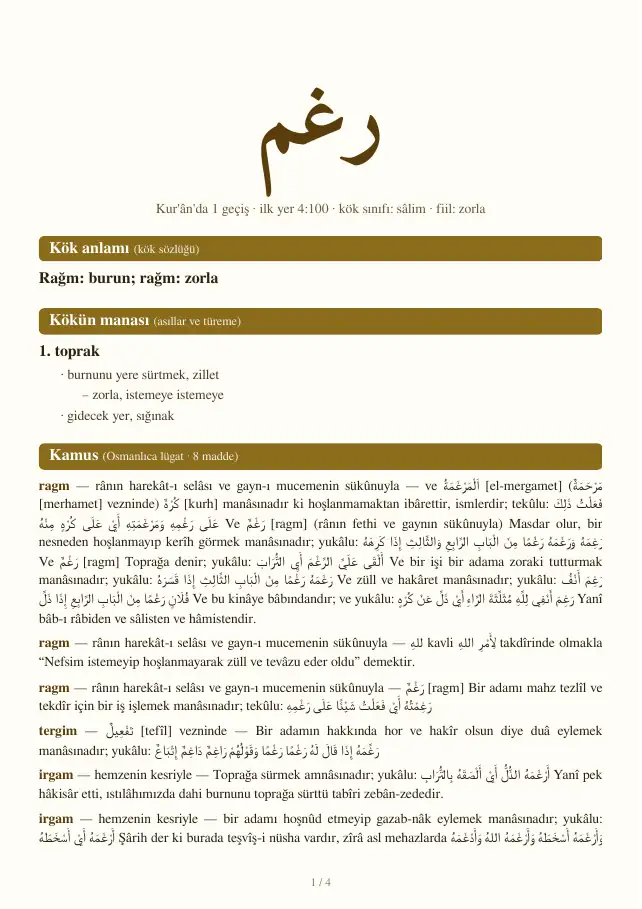 رغم
Kur'ân'da 1 geçiş · ilk yer 4:100 · kök sınıfı: sâlim · fiil: zorla
Kök anlamı (kök sözlüğü)
Rağm: burun; rağm: zorla
Kökün manası (asıllar ve türeme)
1. toprak
· burnunu yere sürtmek, zillet
– zorla, istemeye istemeye
· gidecek yer, sığınak
Kamus (Osmanlıca lügat · 8 madde)
ragm — rânın harekât-ı selâsı ve gayn-ı mucemenin sükûnuyla — ve اَلْمَرْغَمَةُ [el-mergamet] (مَرْحَمَةٌ
[merhamet] vezninde) كُرْهٌ [kurh] manâsınadır ki hoşlanmamaktan ibârettir, ismlerdir; tekûlu: فَعَلْتُ ذَلِكَ
عَلَى رَغْمِهِ وَمَرْغَمَتِهِ أَيْ عَلَى كُرْهٍ مِنْهُ Ve رَغْمٌ [ragm] (rânın fethi ve gaynın sükûnuyla) Masdar olur, bir
nesneden hoşlanmayıp kerîh görmek manâsınadır; yukâlu: رَغِمَهُ وَرَغَمَهُ رَغْمًا مِنَ الْبَابِ الرَّابِعِ وَالثَّالِثِ إِذَا كَرِهَهُ
Ve رَغْمٌ [ragm] Toprağa denir; yukâlu: أَلْقَى عَلَيَّ الرَّغْمَ أَيِ التُّرَابَ Ve bir işi bir adama zoraki tutturmak
manâsınadır; yukâlu: رَغَمَهُ رَغْمًا مِنَ الْبَابِ الثَّالِثِ إِذَا قَسَرَهُ Ve züll ve hakâret manâsınadır; yukâlu: رَغِمَ أَنْفُ
فُلَانٍ رَغْمًا مِنَ الْبَابِ الرَّابِعِ إِذَا ذَلَّ Ve bu kinâye bâbındandır; ve yukâlu: رَغِمَ أَنْفِي لِلَّهِ مُثَلَّثَةَ الرَّاءِ أَيْ ذَلَّ عَنْ كُرْهٍ Yanî
bâb-ı râbiden ve sâlisten ve hâmistendir.
ragm — rânın harekât-ı selâsı ve gayn-ı mucemenin sükûnuyla — للهِ kavli لِأَمْرِ اللهِ takdîrinde olmakla
“Nefsim istemeyip hoşlanmayarak züll ve tevâzu eder oldu” demektir.
ragm — rânın harekât-ı selâsı ve gayn-ı mucemenin sükûnuyla — رَغْمٌ [ragm] Bir adamı mahz tezlîl ve
tekdîr için bir iş işlemek manâsınadır; tekûlu: رَغِمْتُهُ أَيْ فَعَلْتُ شَيْئًا عَلَى رَغْمِهِ
tergim — تَفْعِيلٌ [tefîl] vezninde — Bir adamın hakkında hor ve hakîr olsun diye duâ eylemek
manâsınadır; yukâlu: رَغَّمَهُ إِذَا قَالَ لَهُ رَغْمًا رَغْمًا وَقَوْلُهُمْ رَاغِمٌ دَاغِمٌ إِتْبَاعٌ
irgam — hemzenin kesriyle — Toprağa sürmek amnâsınadır; yukâlu: أَرْغَمَهُ الذُّلُّ أَيْ أَلْصَقَهُ بِالتُّرَابِ Yanî pek
hâkisâr etti, ıstılâhımızda dahi burnunu toprağa sürttü tabîri zebân-zededir.
irgam — hemzenin kesriyle — bir adamı hoşnûd etmeyip gazab-nâk eylemek manâsınadır; yukâlu:
أَرْغَمَهُ أَيْ أَسْخَطَهُ Şârih der ki burada teşvîş-i nüsha vardır, zîrâ asl mehazlarda وَأَرْغَمَهُ أَسْخَطَهُ وَأَرْغَمَهُ اللهُ وَأَدْغَمَهُ
1 / 4